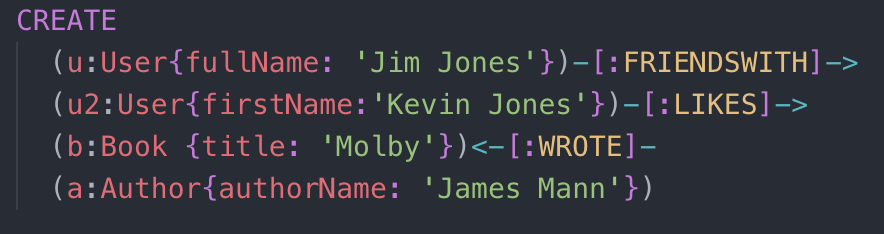 CREATE
(u:User{fullName: 'Jim Jones'})-[:FRIENDSWITH]->
(u2:User{firstName:'Kevin Jones'})-[:LIKES]->
(b:Book {title: 'Molby'})<-[:WROTE]-
(a:Author{authorName: 'James Mann'})